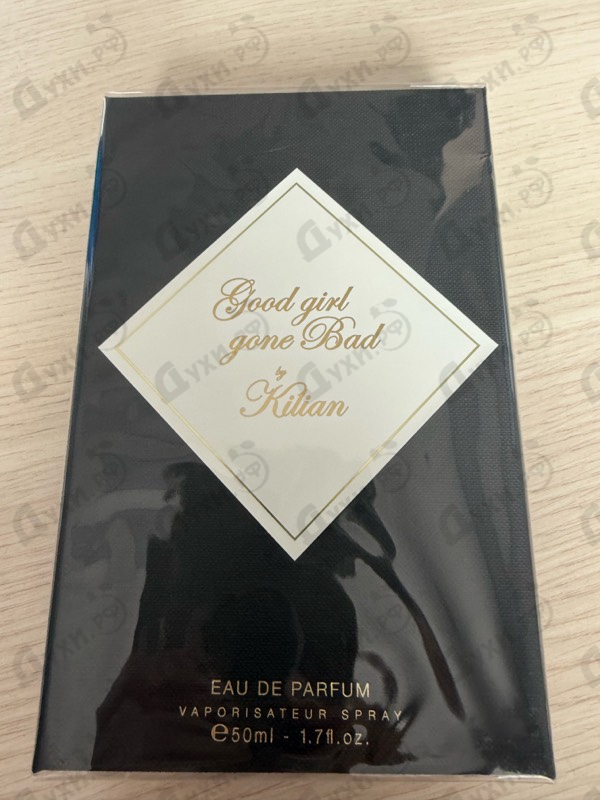 Good girl
gone Bad
by
Kilian
EAU DE PARFUM
VAPORISATEUR SPRAY
℮50ml - 1.7fl.oz.
Духи.рф